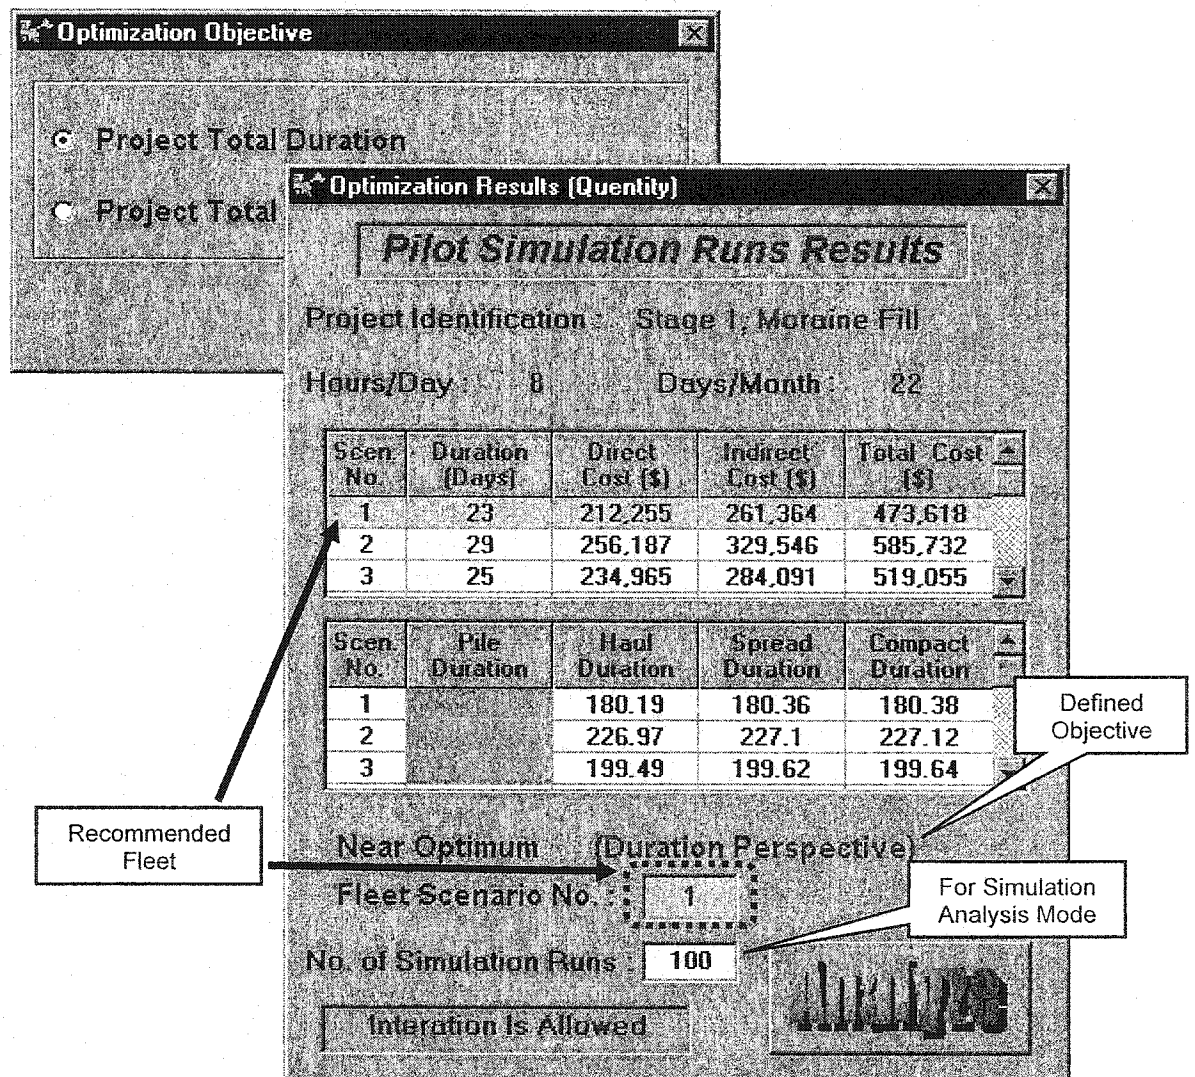 Optimization Objective
Project Total Duration
Project Total
Optimization Results (Quentity)
Pilot Simulation Runs Results
Project Identification : Stage 1, Moraine Fill
Hours/Day : 8 Days/Month : 22
Scen. No. Duration (Days) Direct Cost ($) Indirect Cost ($) Total Cost ($)
1 23 212,255 261,364 473,618
2 29 256,187 329,546 585,732
3 25 234,965 284,091 519,055
Scen. No. Pile Duration Haul Duration Spread Duration Compact Duration
1 180.19 180.36 180.38
2 226.97 227.1 227.12
3 199.49 199.62 199.64
Defined
Objective
Recommended
Fleet
Near Optimum (Duration Perspective)
Fleet Scenario No. : 1
For Simulation
Analysis Mode
No. of Simulation Runs : 100
Interation Is Allowed